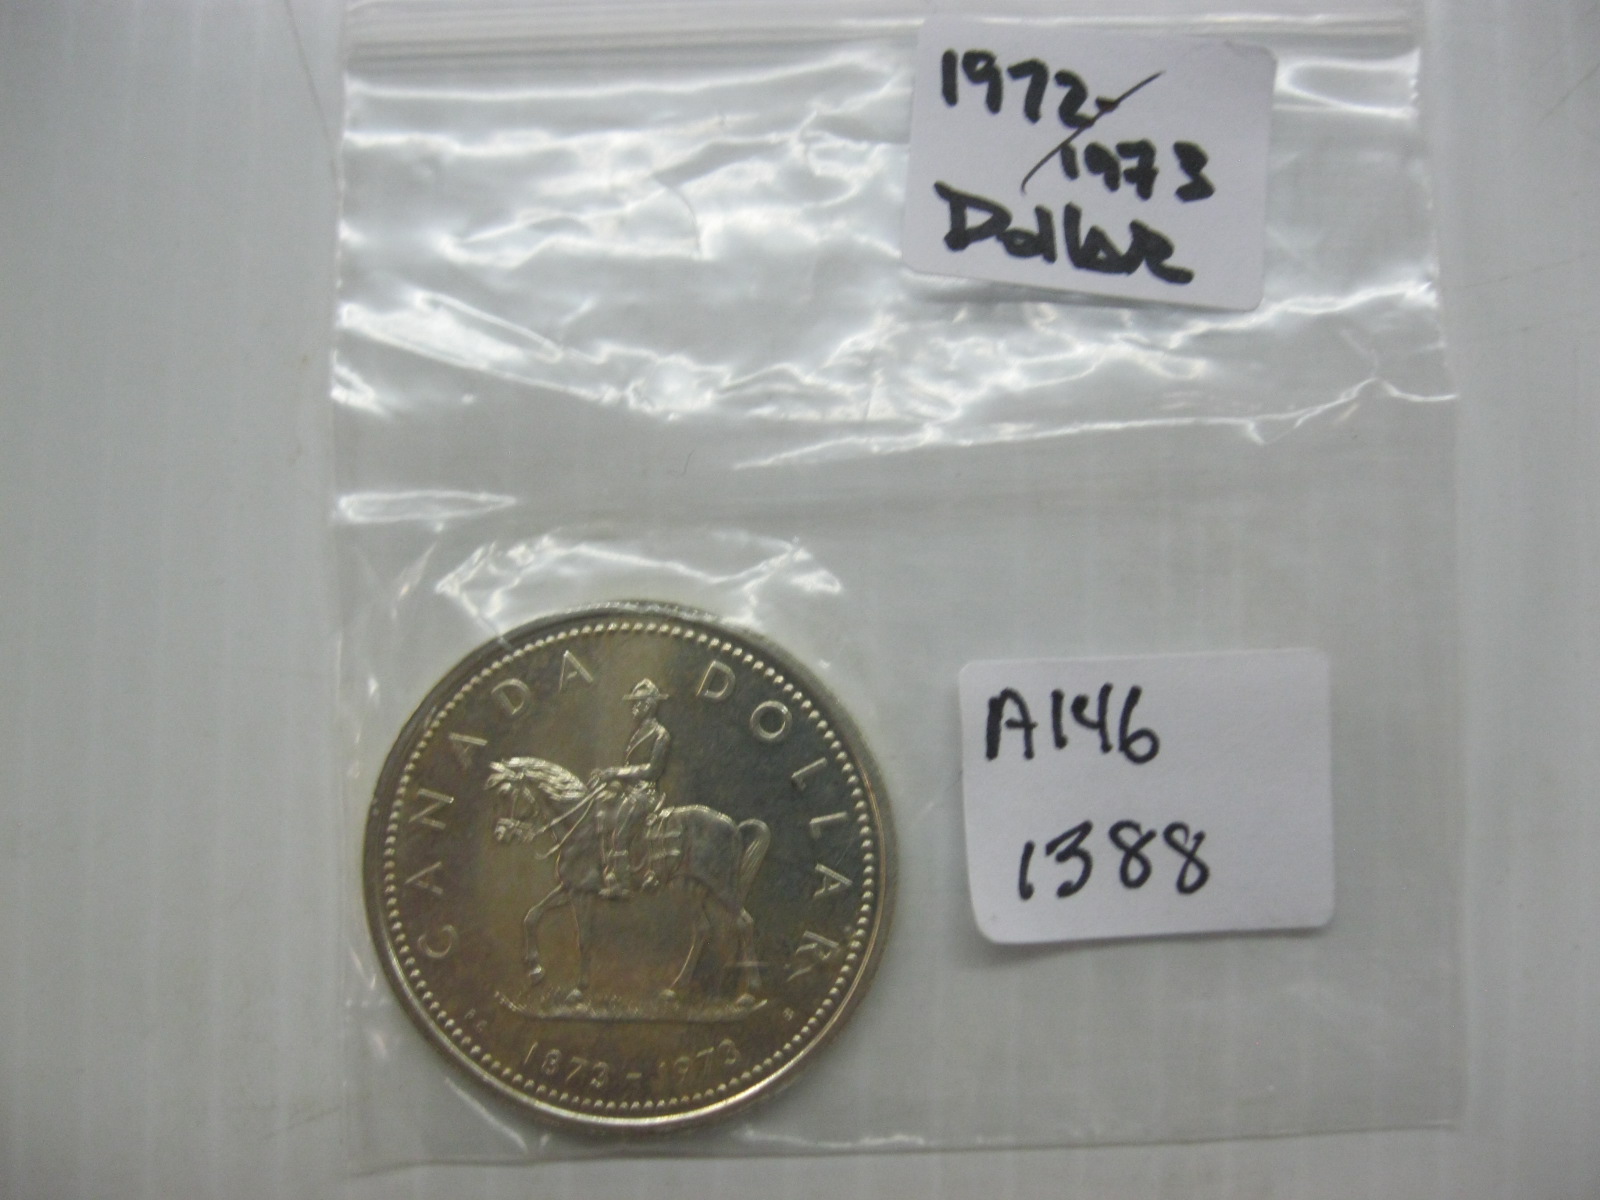 1972-/
1973
Dollar
A146
1388
CANADA DOLLAR
1873-1973